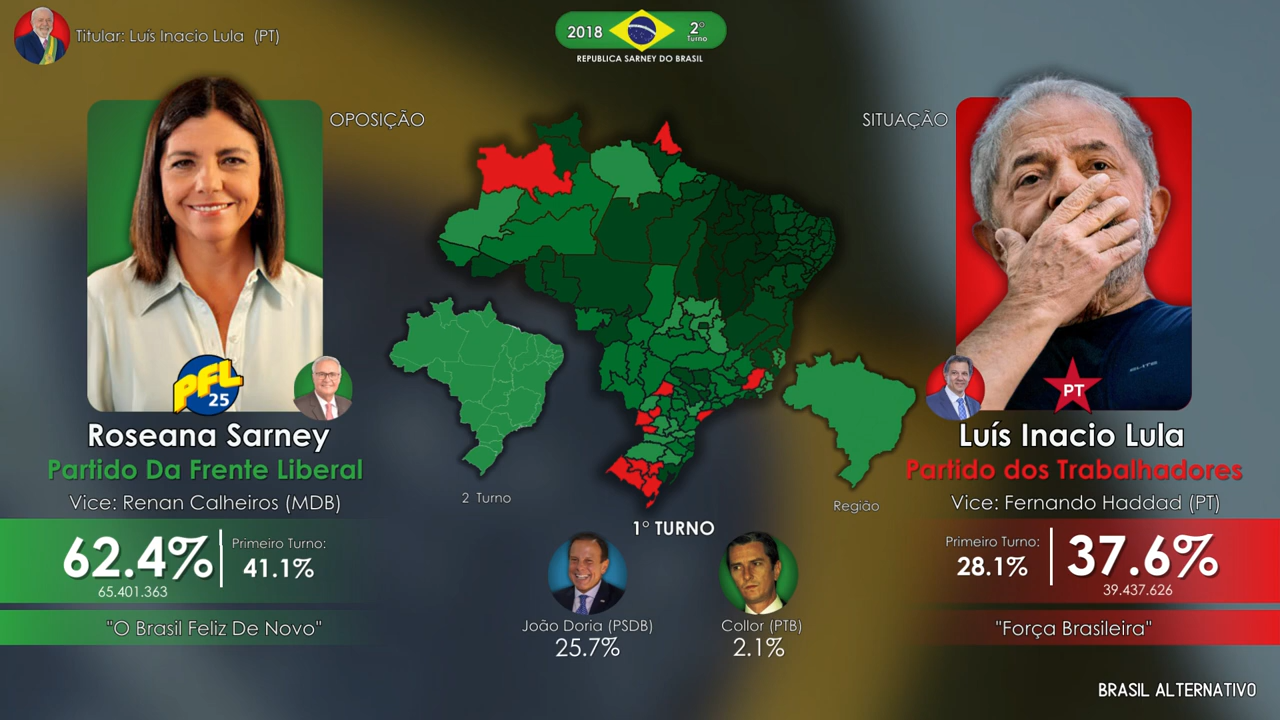 Titular: Luis Inacio Lula (PT)
2018
2°
Turno
REPUBLICA SARNEY DO BRASIL
OPOSIÇÃO
SITUAÇÃO
PFL
25
PT
Roseana Sarney
Partido Da Frente Liberal
Vice: Renan Calheiros (MDB)
62.4%
65.401.363
Primeiro Turno:
41.1%
"O Brasil Feliz De Novo"
2 Turno
Região
1° TURNO
João Doria (PSDB)
25.7%
Collor (PTB)
2.1%
Luís Inacio Lula
Partido dos Trabalhadores
Vice: Fernando Haddad (PT)
Primeiro Turno:
28.1%
37.6%
39.437.626
"Força Brasileira"
BRASIL ALTERNATIVO